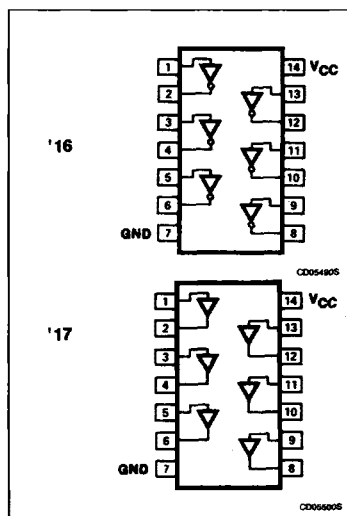 '16
1 14 VCC
2 13
3 12
4 11
5 10
6 9
GND 7 8
CD05490S
'17
1 14 VCC
2 13
3 12
4 11
5 10
6 9
GND 7 8
CD05500S